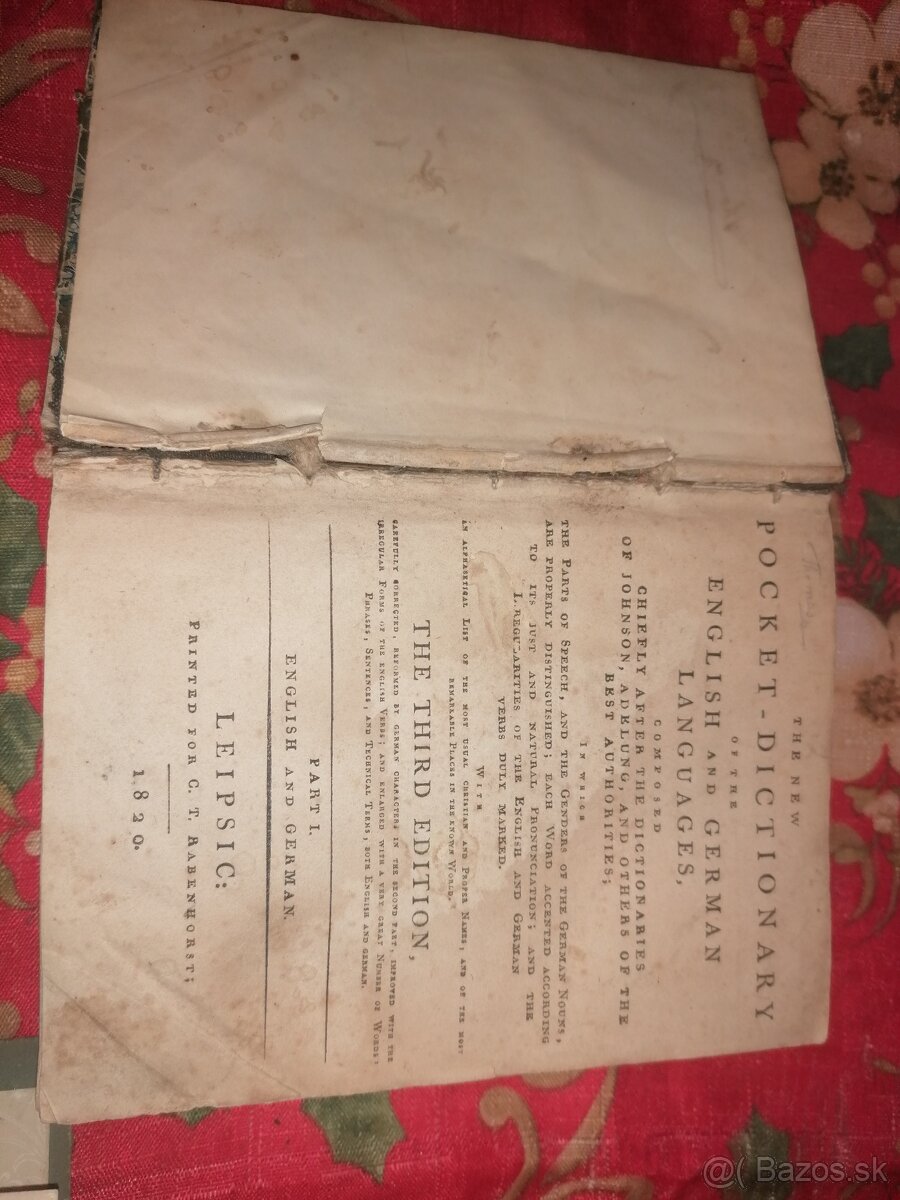 THE NEW
POCKET-DICTIONARY
OF THE
ENGLISH AND GERMAN
LANGUAGES,
COMPOSED
CHIEFLY AFTER THE DICTIONARIES
OF JOHNSON, ADELUNG, AND OTHERS OF THE
BEST AUTHORITIES;
IN WHICH
THE PARTS OF SPEECH, AND THE GENDERS OF THE GERMAN NOUNS,
ARE PROPERLY DISTINGUISHED; EACH WORD ACCENTED ACCORDING
TO ITS JUST AND NATURAL PRONUNCIATION; AND THE
IRREGULARITIES OF THE ENGLISH AND GERMAN
VERBS DULY MARKED.
WITH
AN ALPHABETICAL LIST OF THE MOST USUAL CHRISTIAN AND PROPER NAMES; AND OF THE MOST
REMARKABLE PLACES IN THE KNOWN WORLD.
THE THIRD EDITION,
CAREFULLY CORRECTED, REFORMED BY GERMAN CHARACTERS IN THE SECOND PART, IMPROVED WITH THE
IRREGULAR FORMS OF THE ENGLISH VERBS; AND ENLARGED WITH A VERY GREAT NUMBER OF WORDS:
PHRASES, SENTENCES, AND TECHNICAL TERMS, BOTH ENGLISH AND GERMAN.
PART I.
ENGLISH AND GERMAN.
LEIPSIC:
PRINTED FOR C. T. RABENHORST;
1820.
@( Bazos.sk